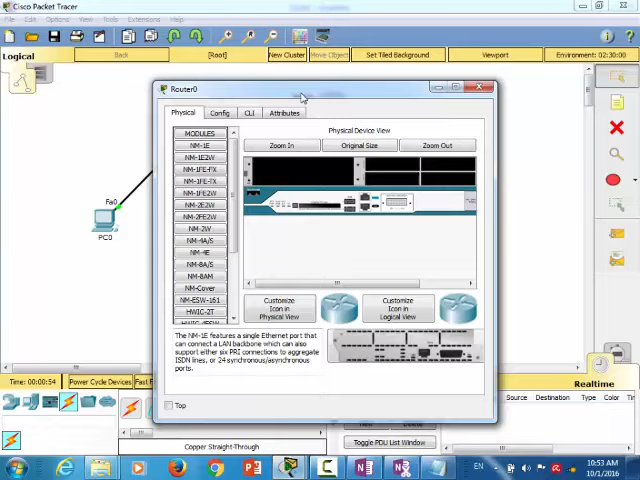 Cisco Packet Tracer
File Edit Options View Tools Extensions Help
Logical
Back
[Root]
New Cluster
Move Object
Set Tiled Background
Viewport
Environment: 02:30:00
Router0
Physical
Config
CLI
Attributes
MODULES
NM-1E
NM-1E2W
NM-1FE-FX
NM-1FE-TX
NM-1FE2W
NM-2E2W
NM-2FE2W
NM-2W
NM-4A/S
NM-4E
NM-8A/S
NM-8AM
NM-Cover
NM-ESW-161
HWIC-2T
Physical Device View
Zoom In
Original Size
Zoom Out
Customize
Icon in
Physical View
Customize
Icon in
Logical View
The NM-1E features a single Ethernet port that
can connect a LAN backbone which can also
support either six PRI connections to aggregate
ISDN lines, or 24 synchronous/asynchronous
ports.
Top
Fa0
PC0
Time: 00:00:54
Power Cycle Devices
Fast F
Realtime
Source
Destination
Type
Color
Copper Straight-Through
Toggle PDU List Window
EN
10:53 AM
10/1/2016